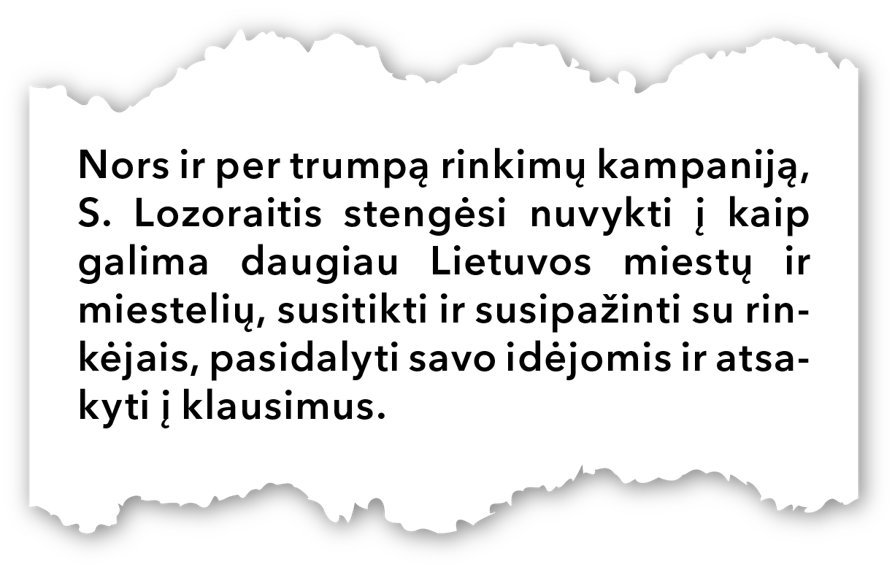 Nors ir per trumpą rinkimų kampaniją,
S. Lozoraitis stengėsi nuvykti į kaip
galima daugiau Lietuvos miestų ir
miestelių, susitikti ir susipažinti su rin-
kėjais, pasidalyti savo idėjomis ir atsa-
kyti į klausimus.